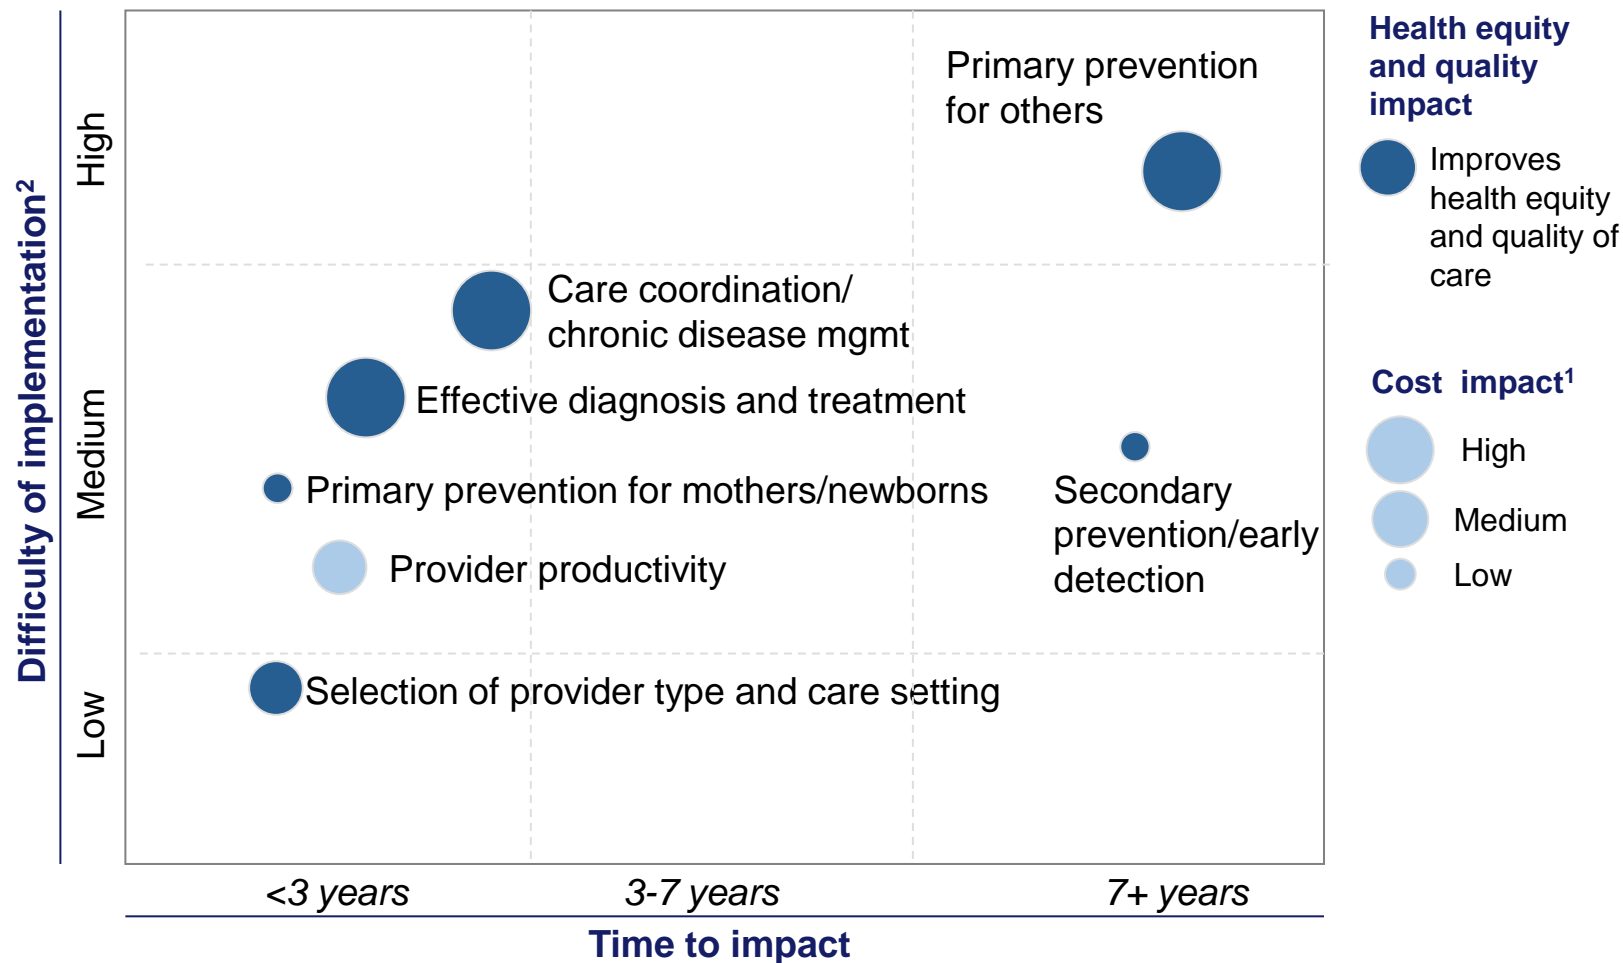 Difficulty of implementation²
High
Medium
Low
Primary prevention
for others
Care coordination/
chronic disease mgmt
Effective diagnosis and treatment
Primary prevention for mothers/newborns
Secondary
prevention/early
detection
Provider productivity
Selection of provider type and care setting
<3 years
3-7 years
7+ years
Time to impact
Health equity
and quality
impact
Improves
health equity
and quality of
care
Cost impact¹
High
Medium
Low